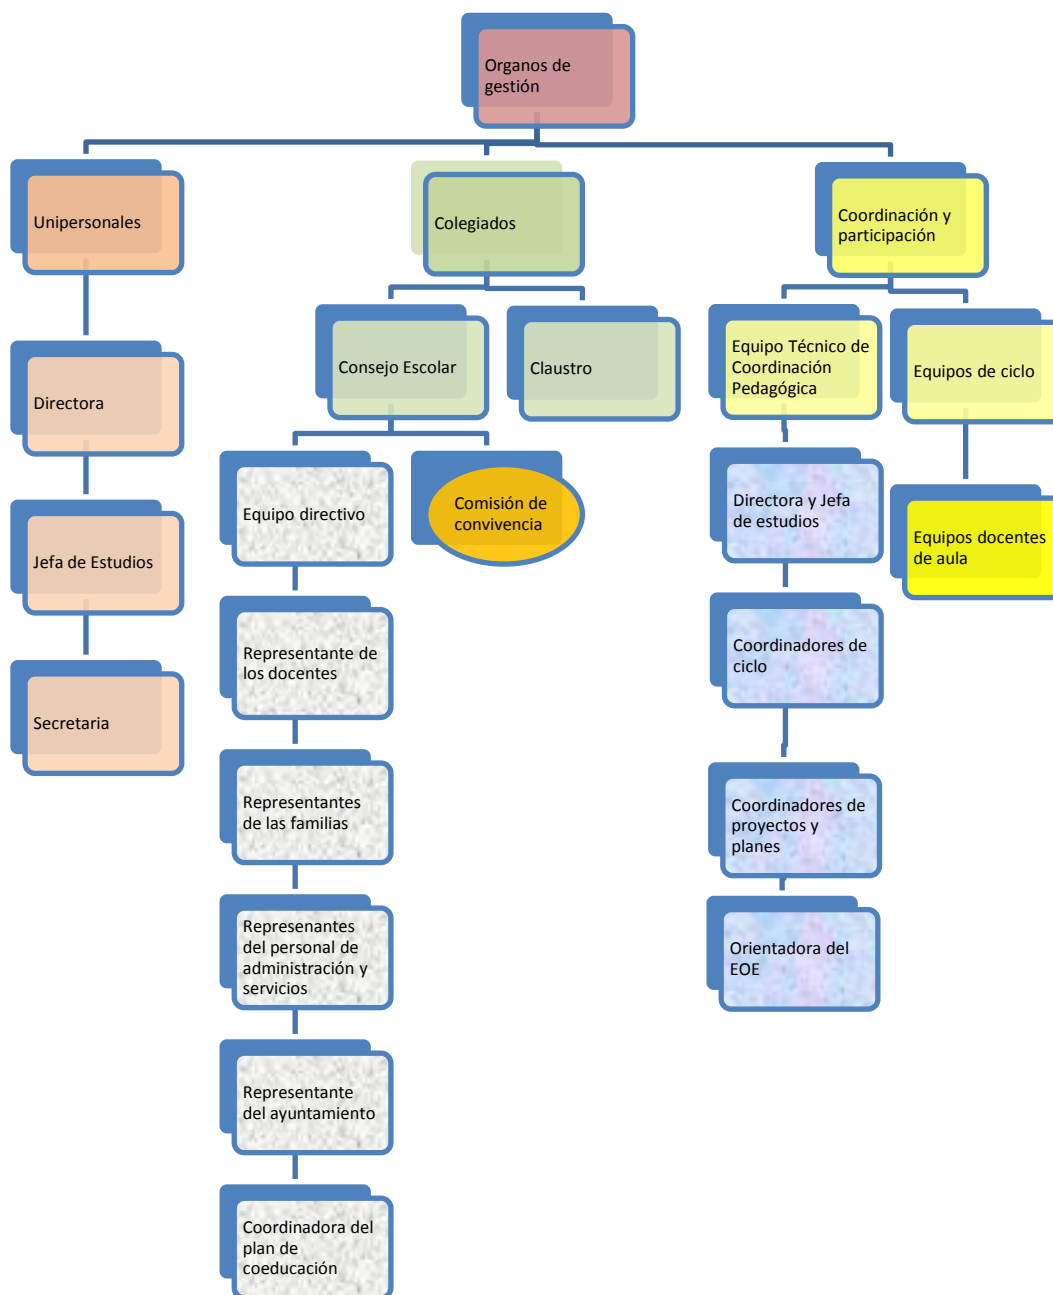 Organos de
gestión
Unipersonales
Directora
Jefa de Estudios
Secretaria
Colegiados
Consejo Escolar
Equipo directivo
Representante de
los docentes
Representantes
de las familias
Represenantes
del personal de
administración y
servicios
Representante
del ayuntamiento
Coordinadora del
plan de
coeducación
Comisión de
convivencia
Claustro
Coordinación y
participación
Equipo Técnico de
Coordinación
Pedagógica
Directora y Jefa
de estudios
Coordinadores de
ciclo
Coordinadores de
proyectos y
planes
Orientadora del
EOE
Equipos de ciclo
Equipos docentes
de aula